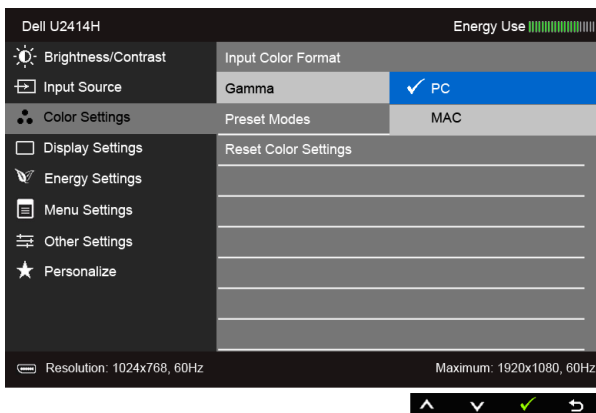 Dell U2414H Energy Use
Brightness/Contrast Input Color Format
Input Source Gamma PC
Color Settings Preset Modes MAC
Display Settings Reset Color Settings
Energy Settings
Menu Settings
Other Settings
Personalize
Resolution: 1024x768, 60Hz Maximum: 1920x1080, 60Hz